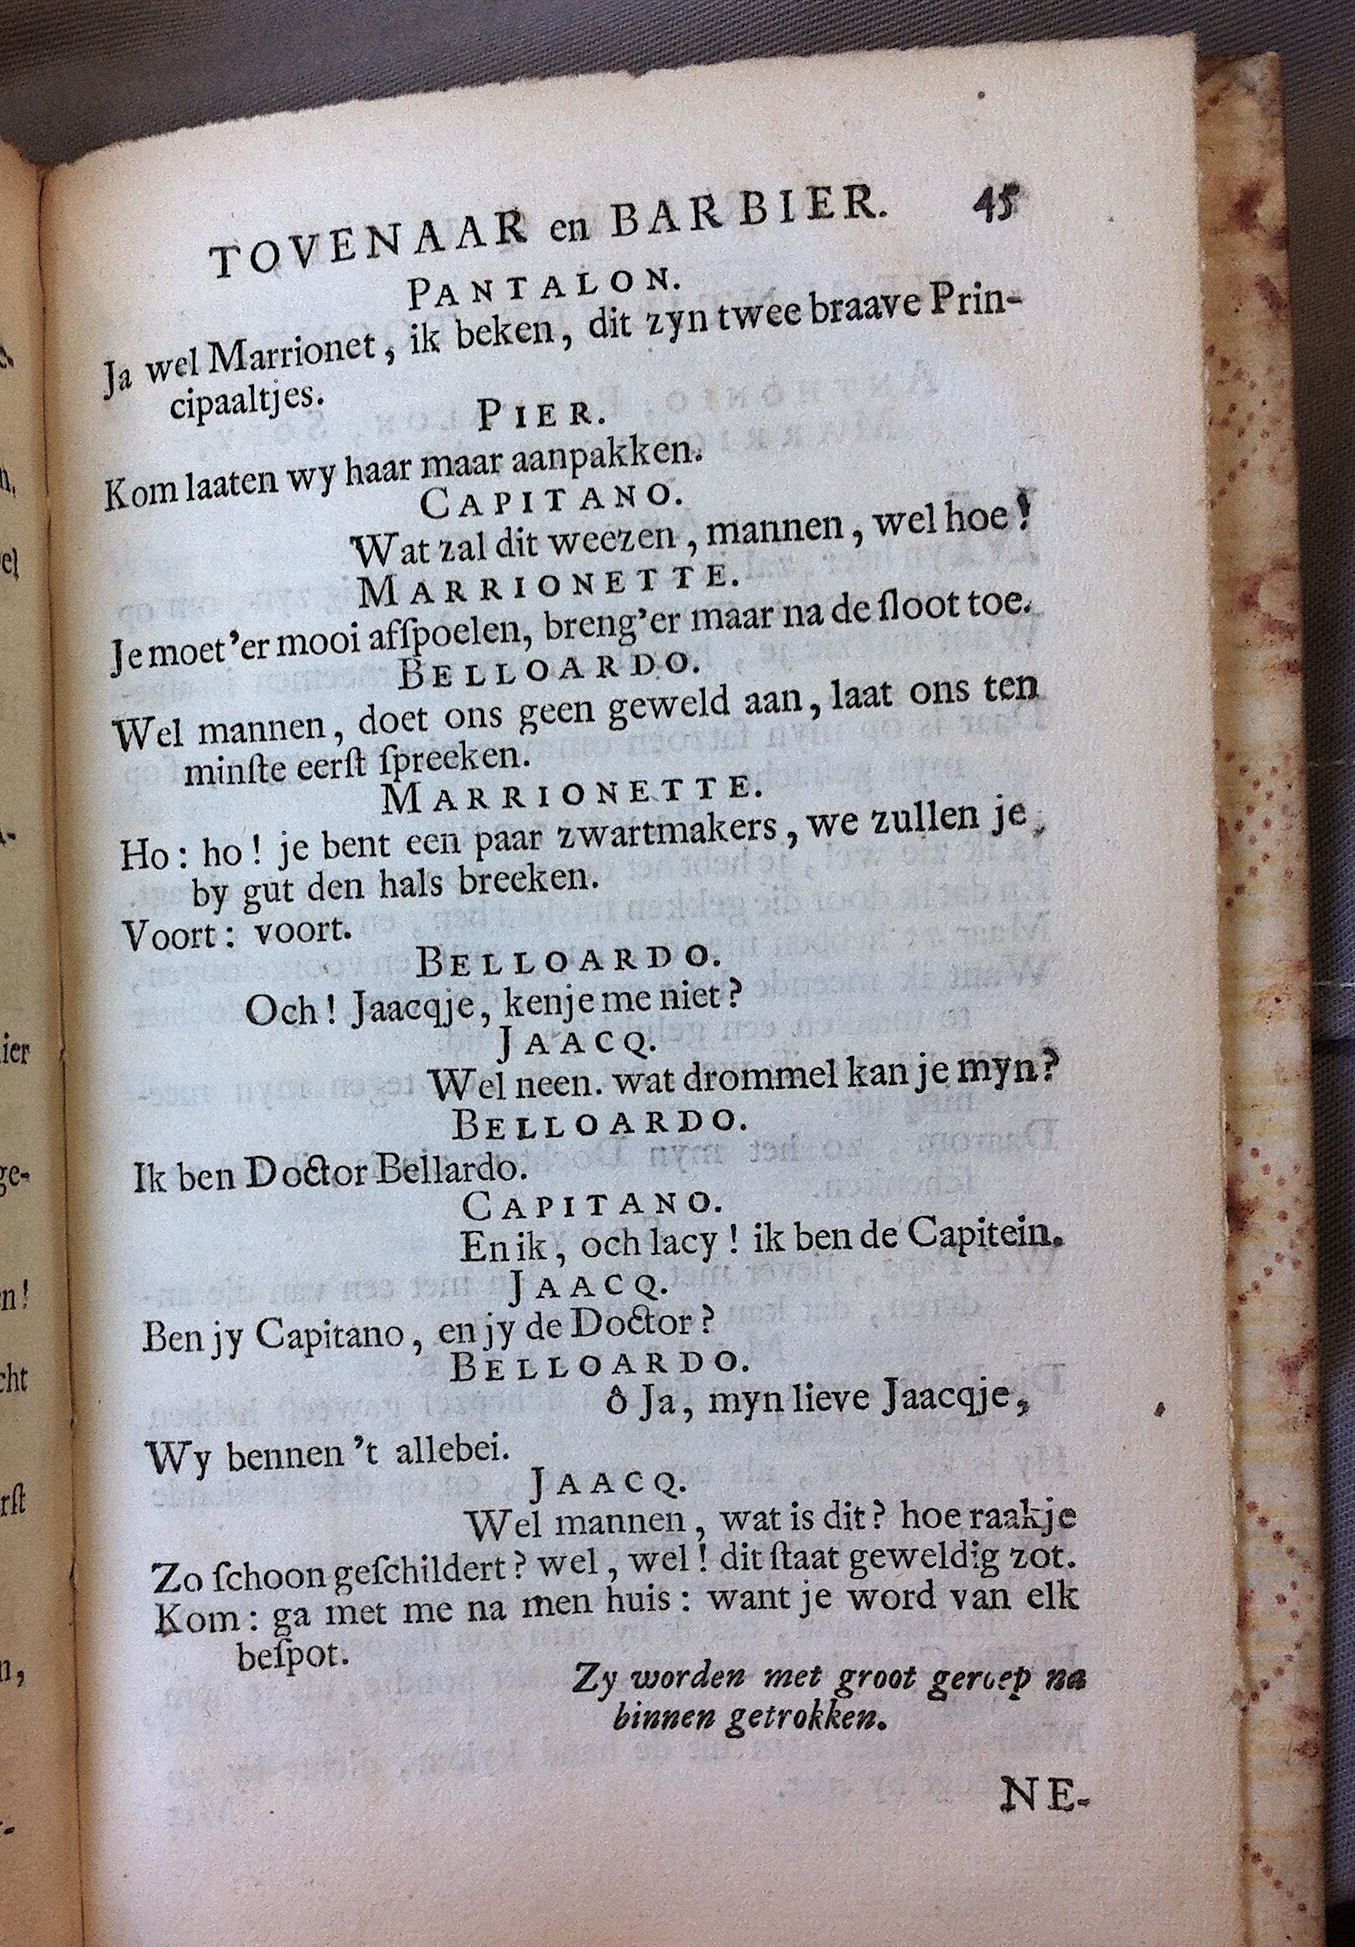 TOVENAAR en BARBIER. 45
PANTALON.
Ja wel Marrionet, ik beken, dit zyn twee braave Prin-
cipaaltjes.
PIER.
Kom laaten wy haar maar aanpakken.
CAPITANO.
Wat zal dit weezen, mannen, wel hoe!
MARRIONETTE.
Je moet'er mooi afſpoelen, breng'er maar na de ſloot toe.
BELLOARDO.
Wel mannen, doet ons geen geweld aan, laat ons ten
minſte eerſt ſpreeken.
MARRIONETTE.
Ho: ho! je bent een paar zwartmakers, we zullen je
by gut den hals breeken.
Voort: voort.
BELLOARDO.
Och! Jaacqje, kenje me niet?
JAACQ.
Wel neen. wat drommel kan je myn?
BELLOARDO.
Ik ben Doctor Bellardo.
CAPITANO.
En ik, och lacy! ik ben de Capitein.
JAACQ.
Ben jy Capitano, en jy de Doctor?
BELLOARDO.
ô Ja, myn lieve Jaacqje,
Wy bennen 't allebei.
JAACQ.
Wel mannen, wat is dit? hoe raakje
Zo ſchoon geſchildert? wel, wel! dit ſtaat geweldig zot.
Kom: ga met me na men huis: want je word van elk
beſpot.
Zy worden met groot geroep na
binnen getrokken.
NE-